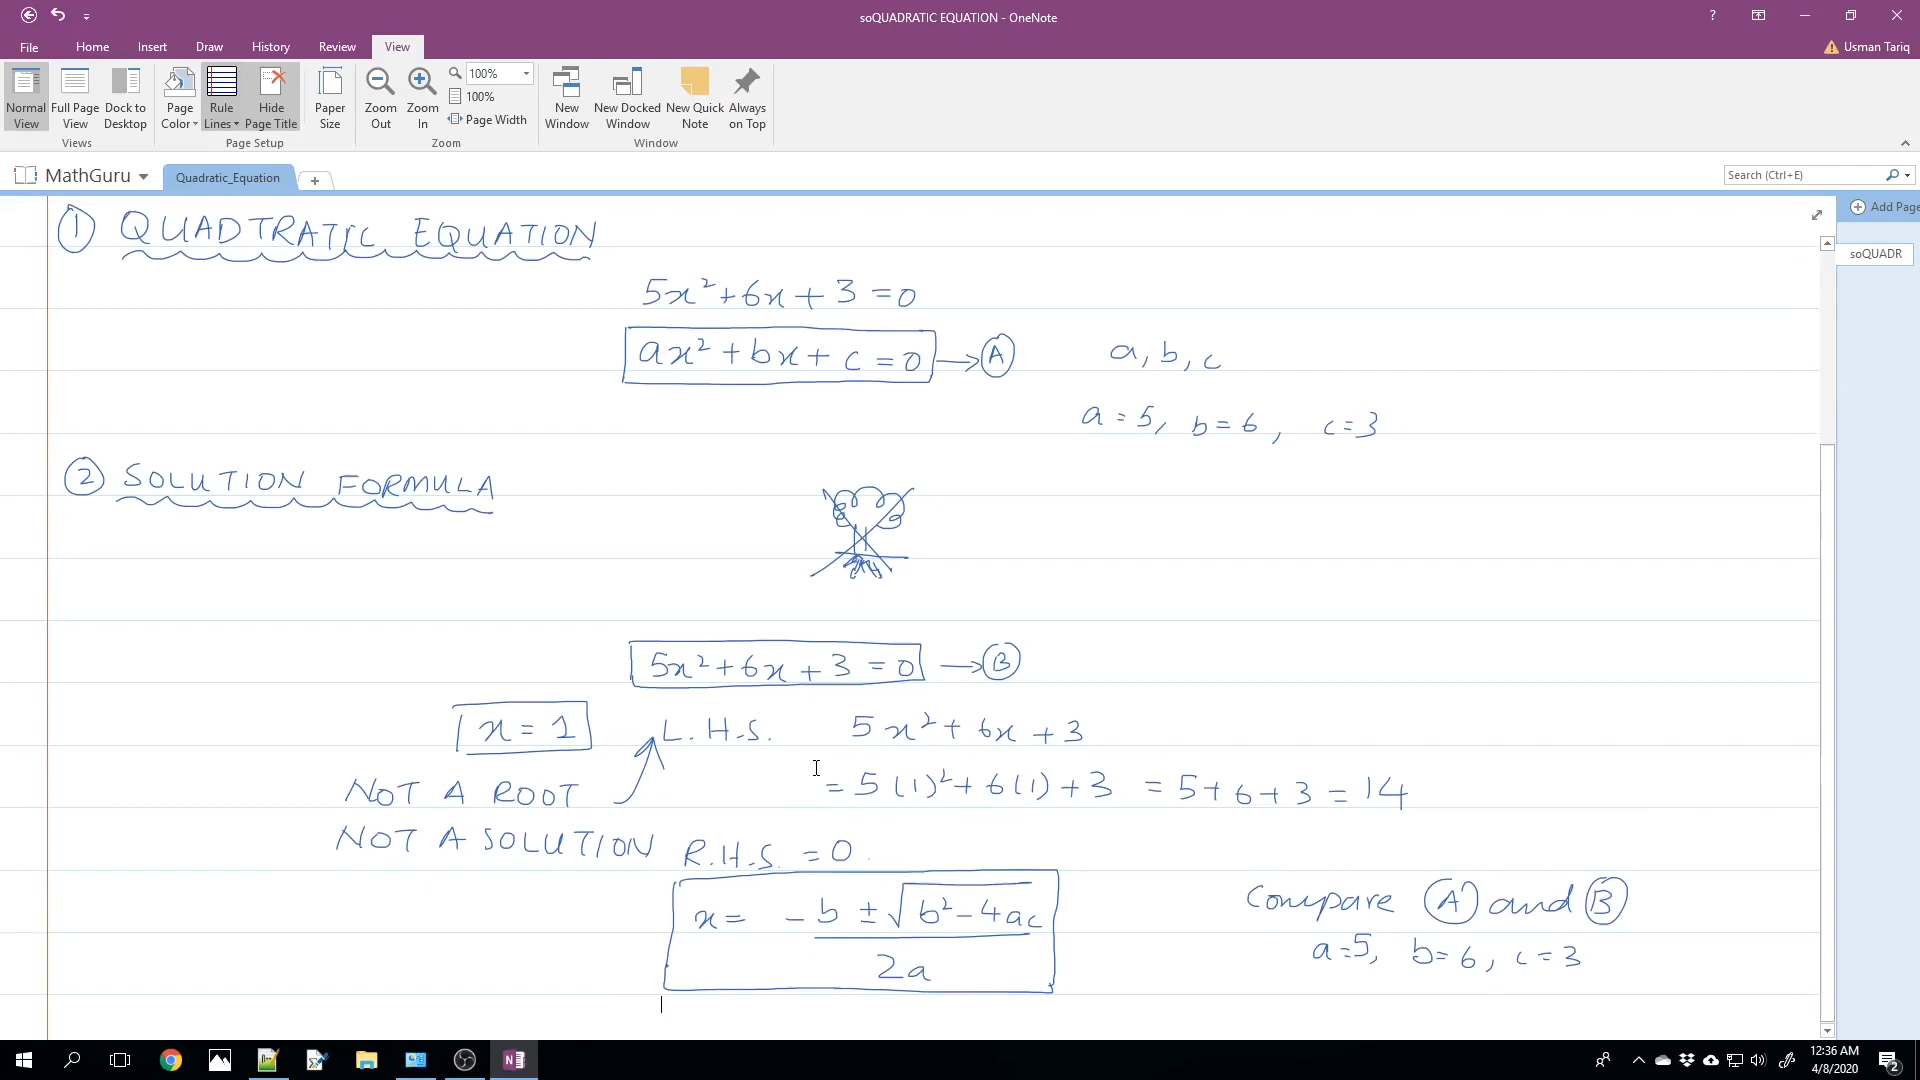 soQUADRATIC EQUATION - OneNote
?
File Home Insert Draw History Review View
Usman Tariq
Normal View
Full Page View
Dock to Desktop
Page Color
Rule Lines
Hide Page Title
Paper Size
Zoom Out
Zoom In
100%
100%
Page Width
New Window
New Docked Window
New Quick Note
Always on Top
Views Page Setup Zoom Window
MathGuru
Quadratic_Equation
+
Search (Ctrl+E)
Add Page
soQUADR
① QUADTRATIC EQUATION
5x²+6x+3=0
ax²+bx+c=0 → Ⓐ a, b, c
a=5, b=6, c=3
② SOLUTION FORMULA
5x²+6x+3=0 → Ⓑ
x=1 L.H.S. 5x²+6x+3
=5(1)²+6(1)+3 =5+6+3=14
NOT A ROOT
NOT A SOLUTION R.H.S. =0.
x= -b ± √b²-4ac
2a
Compare Ⓐ and Ⓑ
a=5, b=6, c=3
12:36 AM
4/8/2020
2